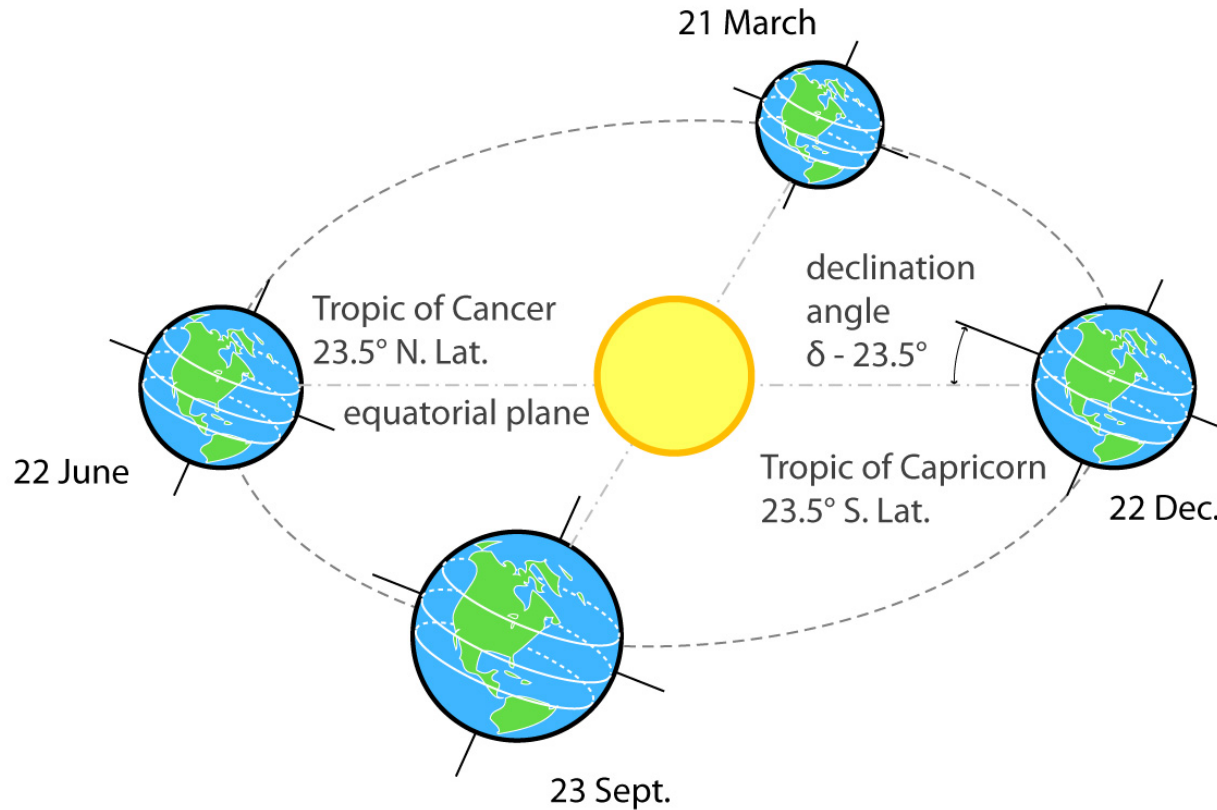 21 March
declination
angle
δ - 23.5°
Tropic of Cancer
23.5° N. Lat.
equatorial plane
22 June
Tropic of Capricorn
23.5° S. Lat.
22 Dec.
23 Sept.